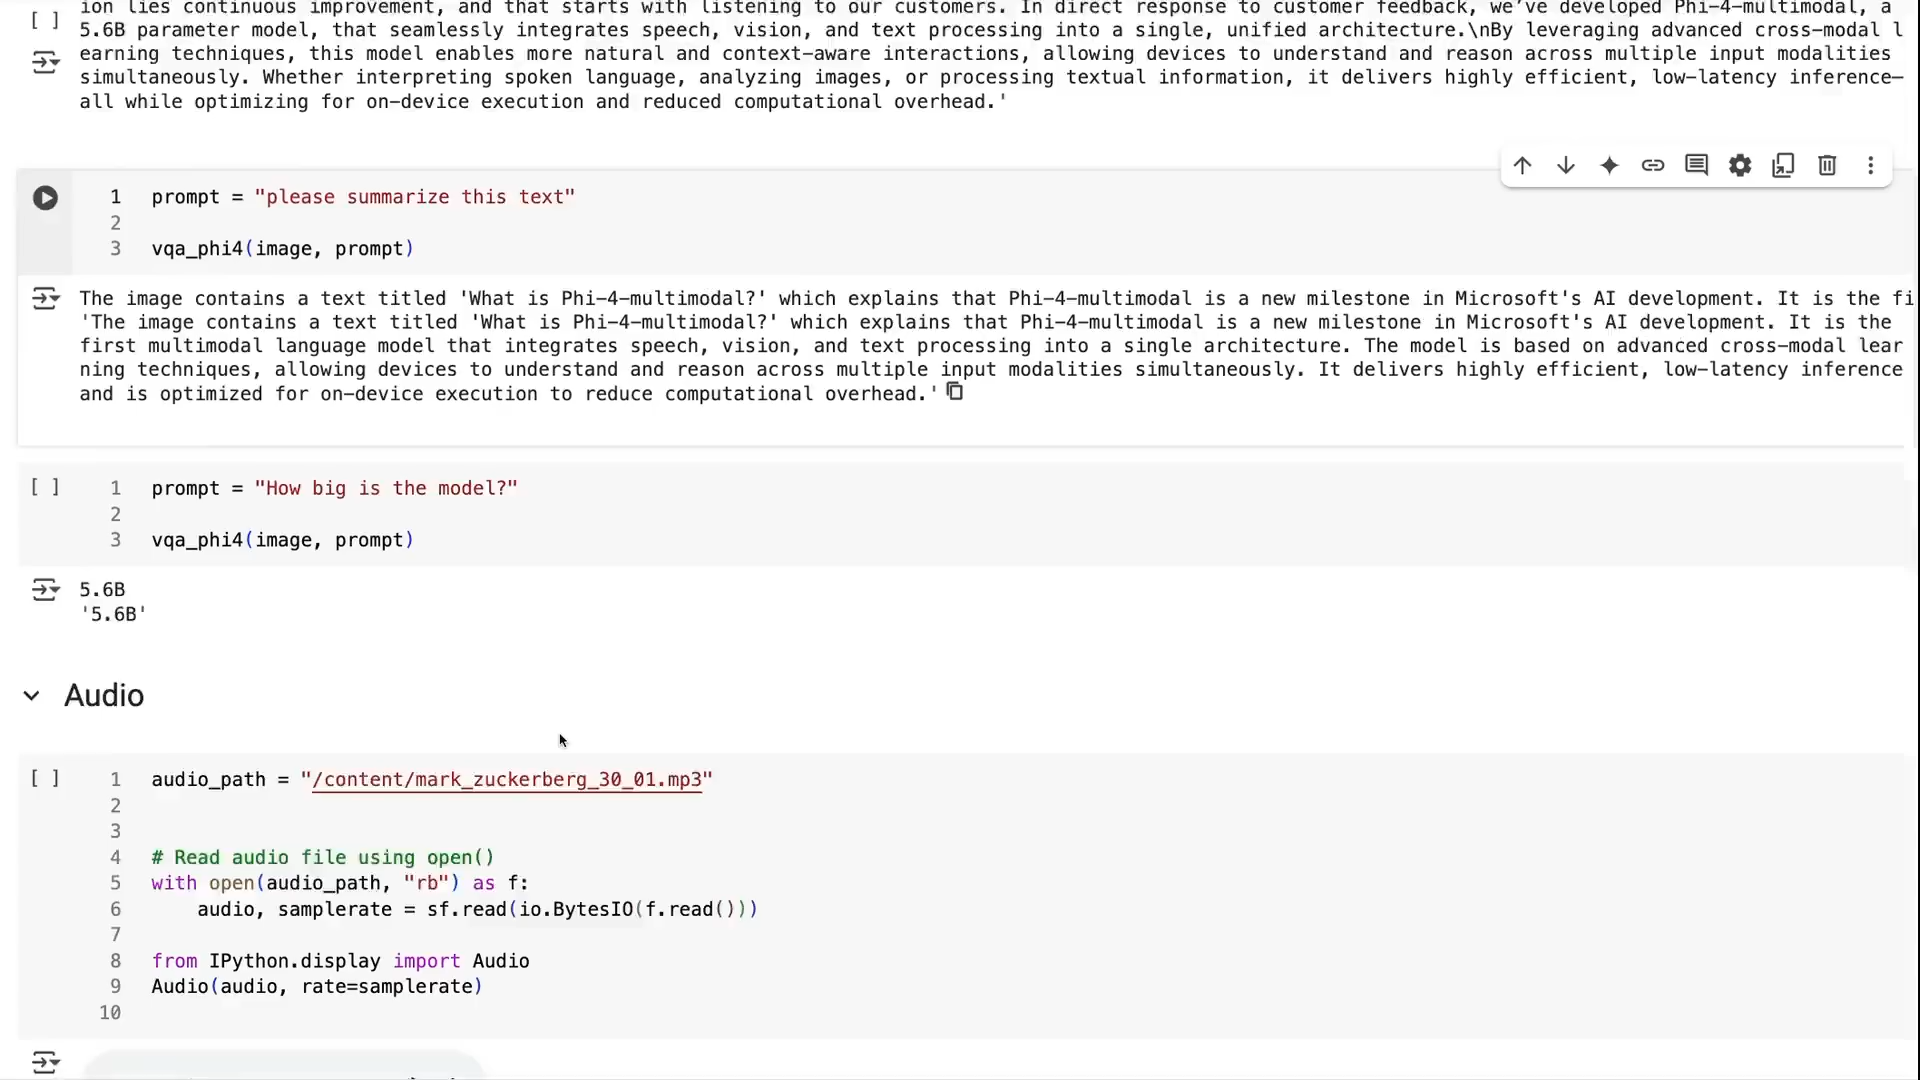 ion lies continuous improvement, and that starts with listening to our customers. In direct response to customer feedback, we've developed Phi-4-multimodal, a
[ ]
5.6B parameter model, that seamlessly integrates speech, vision, and text processing into a single, unified architecture.\nBy leveraging advanced cross-modal l
earning techniques, this model enables more natural and context-aware interactions, allowing devices to understand and reason across multiple input modalities
simultaneously. Whether interpreting spoken language, analyzing images, or processing textual information, it delivers highly efficient, low-latency inference—
all while optimizing for on-device execution and reduced computational overhead.'
1 prompt = "please summarize this text"
2
3 vqa_phi4(image, prompt)
The image contains a text titled 'What is Phi-4-multimodal?' which explains that Phi-4-multimodal is a new milestone in Microsoft's AI development. It is the fi
'The image contains a text titled 'What is Phi-4-multimodal?' which explains that Phi-4-multimodal is a new milestone in Microsoft's AI development. It is the
first multimodal language model that integrates speech, vision, and text processing into a single architecture. The model is based on advanced cross-modal lear
ning techniques, allowing devices to understand and reason across multiple input modalities simultaneously. It delivers highly efficient, low-latency inference
and is optimized for on-device execution to reduce computational overhead.'
[ ] 1 prompt = "How big is the model?"
2
3 vqa_phi4(image, prompt)
5.6B
'5.6B'
Audio
[ ] 1 audio_path = "/content/mark_zuckerberg_30_01.mp3"
2
3
4 # Read audio file using open()
5 with open(audio_path, "rb") as f:
6 audio, samplerate = sf.read(io.BytesIO(f.read()))
7
8 from IPython.display import Audio
9 Audio(audio, rate=samplerate)
10